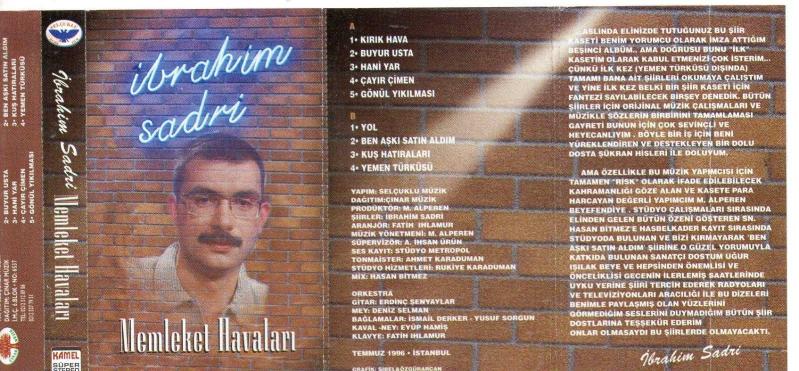 2• BEN AŞKI SATIN ALDIM
3• KUŞ HATIRALARI
4• YEMEN TÜRKÜSÜ
2• BUYUR USTA
3• HANİ YAR
4• ÇAYIR ÇİMEN
5• GÖNÜL YIKILMASI
DAĞITIM: ÇINAR MÜZİK
İbrahim Sadri
Memleket Havaları
KAMEL
SÜPER
STEREO
ibrahim
sadri
Memleket Havaları
A
1• KIRIK HAVA
2• BUYUR USTA
3• HANİ YAR
4• ÇAYIR ÇİMEN
5• GÖNÜL YIKILMASI
B
1• YOL
2• BEN AŞKI SATIN ALDIM
3• KUŞ HATIRALARI
4• YEMEN TÜRKÜSÜ
YAPIM: SELÇUKLU MÜZİK
DAĞITIM:ÇINAR MÜZİK
PRODÜKTÖR: M. ALPEREN
ŞİİRLER: İBRAHİM SADRİ
ARANJÖR: FATİH IHLAMUR
MÜZİK YÖNETMENİ: M. ALPEREN
SÜPERVİZÖR: A. İHSAN ÜRÜN
SES KAYIT: STÜDYO METROPOL
TONMAİSTER: AHMET KARADUMAN
STÜDYO HİZMETLERİ: RUKİYE KARADUMAN
MİX: HASAN BİTMEZ
ORKESTRA
GİTAR: ERDİNÇ ŞENYAYLAR
MEY: DENİZ SELMAN
BAĞLAMALAR: İSMAİL DERKER - YUSUF SORGUN
KAVAL -NEY: EYÜP HAMİŞ
KLAVYE: FATİH IHLAMUR
TEMMUZ 1996 • İSTANBUL
GRAFİK: SİBEL&ÖZGÜRARCAN
ASLINDA ELİNİZDE TUTUĞUNUZ BU ŞİİR
KASETİ BENİM YORUMCU OLARAK İMZA ATTIĞIM
BEŞİNCİ ALBÜM.. AMA DOĞRUSU BUNU "İLK"
KASETİM OLARAK KABUL ETMENİZİ ÇOK İSTERİM...
ÇÜNKÜ İLK KEZ (YEMEN TÜRKÜSÜ DIŞINDA)
TAMAMI BANA AİT ŞİİRLERİ OKUMAYA ÇALIŞTIM
VE YİNE İLK KEZ BELKİ BİR ŞİİR KASETİ İÇİN
FANTEZİ SAYILABİLECEK BİRŞEY DENEDİK. BÜTÜN
ŞİİRLER İÇİN ORİJİNAL MÜZİK ÇALIŞMALARI VE
MÜZİKLE SÖZLERİN BİRBİRİNİ TAMAMLAMASI
GAYRETİ BUNUN İÇİN ÇOK SEVİNÇLİ VE
HEYECANLIYIM . BÖYLE BİR İŞ İÇİN BENİ
YÜREKLENDİREN VE DESTEKLEYEN BİR DOLU
DOSTA ŞÜKRAN HİSLERİ İLE DOLUYUM.
AMA ÖZELLİKLE BU MÜZİK YAPIMCISI İÇİN
TAMAMEN "RİSK" OLARAK İFADE EDİLEBİLECEK
KAHRAMANLIĞI GÖZE ALAN VE KASETE PARA
HARCAYAN DEĞERLİ YAPIMCIM M. ALPEREN
BEYEFENDİYE . STÜDYO ÇALIŞMALARI SIRASINDA
ELİNDEN GELEN BÜTÜN ÖZENİ GÖSTEREN SN.
HASAN BİTMEZ'E HASBELKADER KAYIT SIRASINDA
STÜDYODA BULUNAN VE BİZİ KIRMAYARAK 'BEN
AŞKI SATIN ALDIM' ŞİİRİNE.O GÜZEL YORUMUYLA
KATKIDA BULUNAN SANATÇI DOSTUM UĞUR
IŞILAK BEYE VE HEPSİNDEN ÖNEMLİSİ VE
ÖNCELİKLİSİ GECENİN İLERLEMİŞ SAATLERİNDE
UYKU YERİNE ŞİİRİ TERCİH EDEREK RADYOLARI
VE TELEVİZYONLARI ARACILIĞI İLE BU DİZELERİ
BENİMLE PAYLAŞMIŞ OLAN YÜZLERİNİ
GÖRMEDİĞİM SESLERİNİ DUYMADIĞIM BÜTÜN ŞİİR
DOSTLARINA TEŞŞEKÜR EDERİM
ONLAR OLMASAYDI BU ŞİİRLERDE OLMAYACAKTI.
İbrahim Sadri